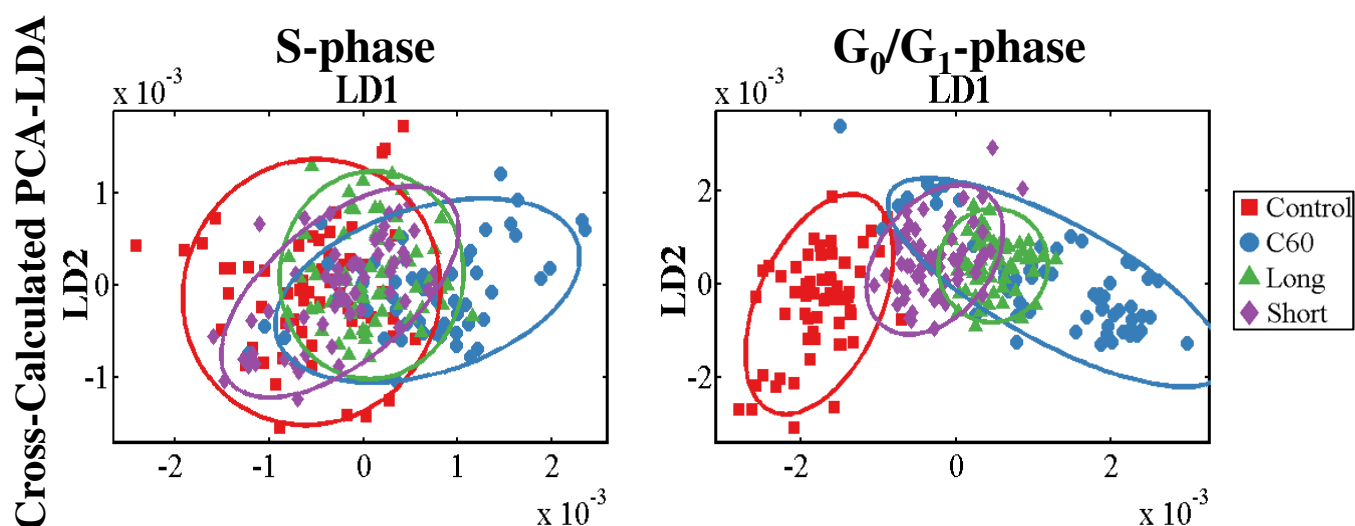 Cross-Calculated PCA-LDA
S-phase
x 10⁻³
LD1
LD2
1
0
-1
-2
-1
0
1
2
x 10⁻³
G₀/G₁-phase
x 10⁻³
LD1
LD2
2
0
-2
-2
0
2
x 10⁻³
Control
C60
Long
Short